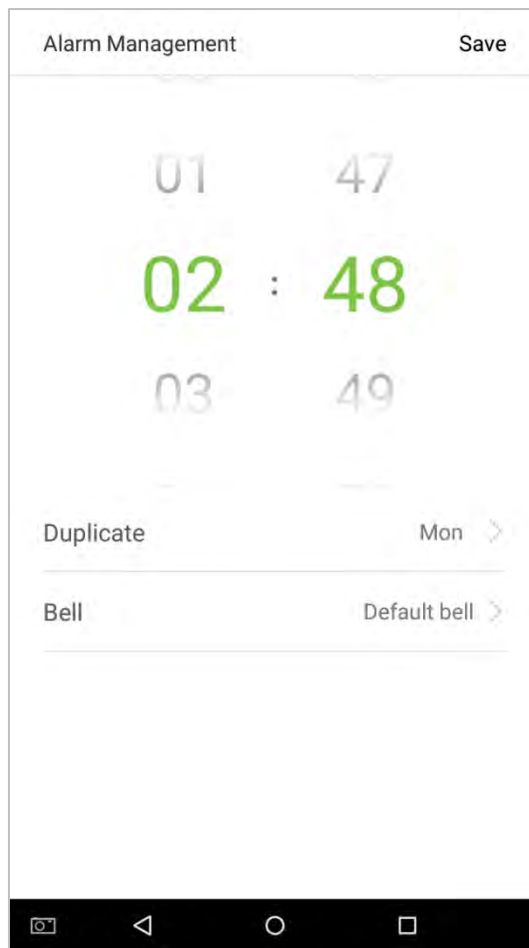 Alarm Management Save
01 47
02 : 48
03 49
Duplicate Mon
Bell Default bell